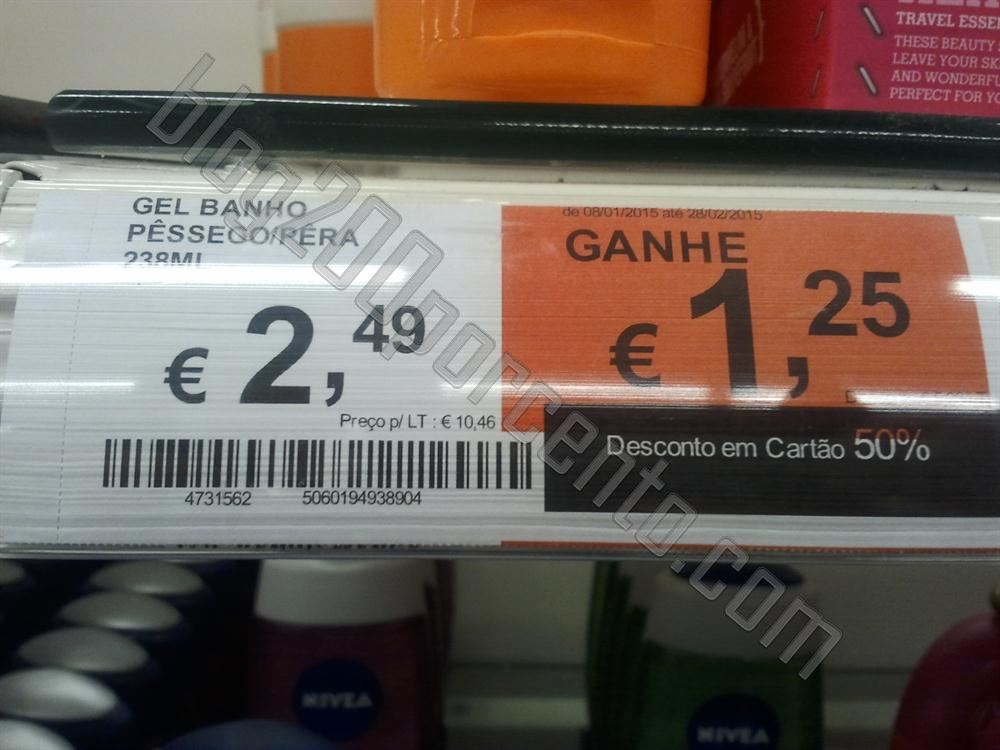 TRAVEL ESSEN
THESE BEAUTY
LEAVE YOUR SK
AND WONDERFU
PERFECT FOR YO
GEL BANHO
PÊSSEGO/PÊRA
238ML
€ 2,49
Preço p/ LT : € 10,46
4731562 5060194938904
de 08/01/2015 até 28/02/2015
GANHE
€ 1,25
Desconto em Cartão 50%
blog200porcento.com
NIVEA
NIVEA